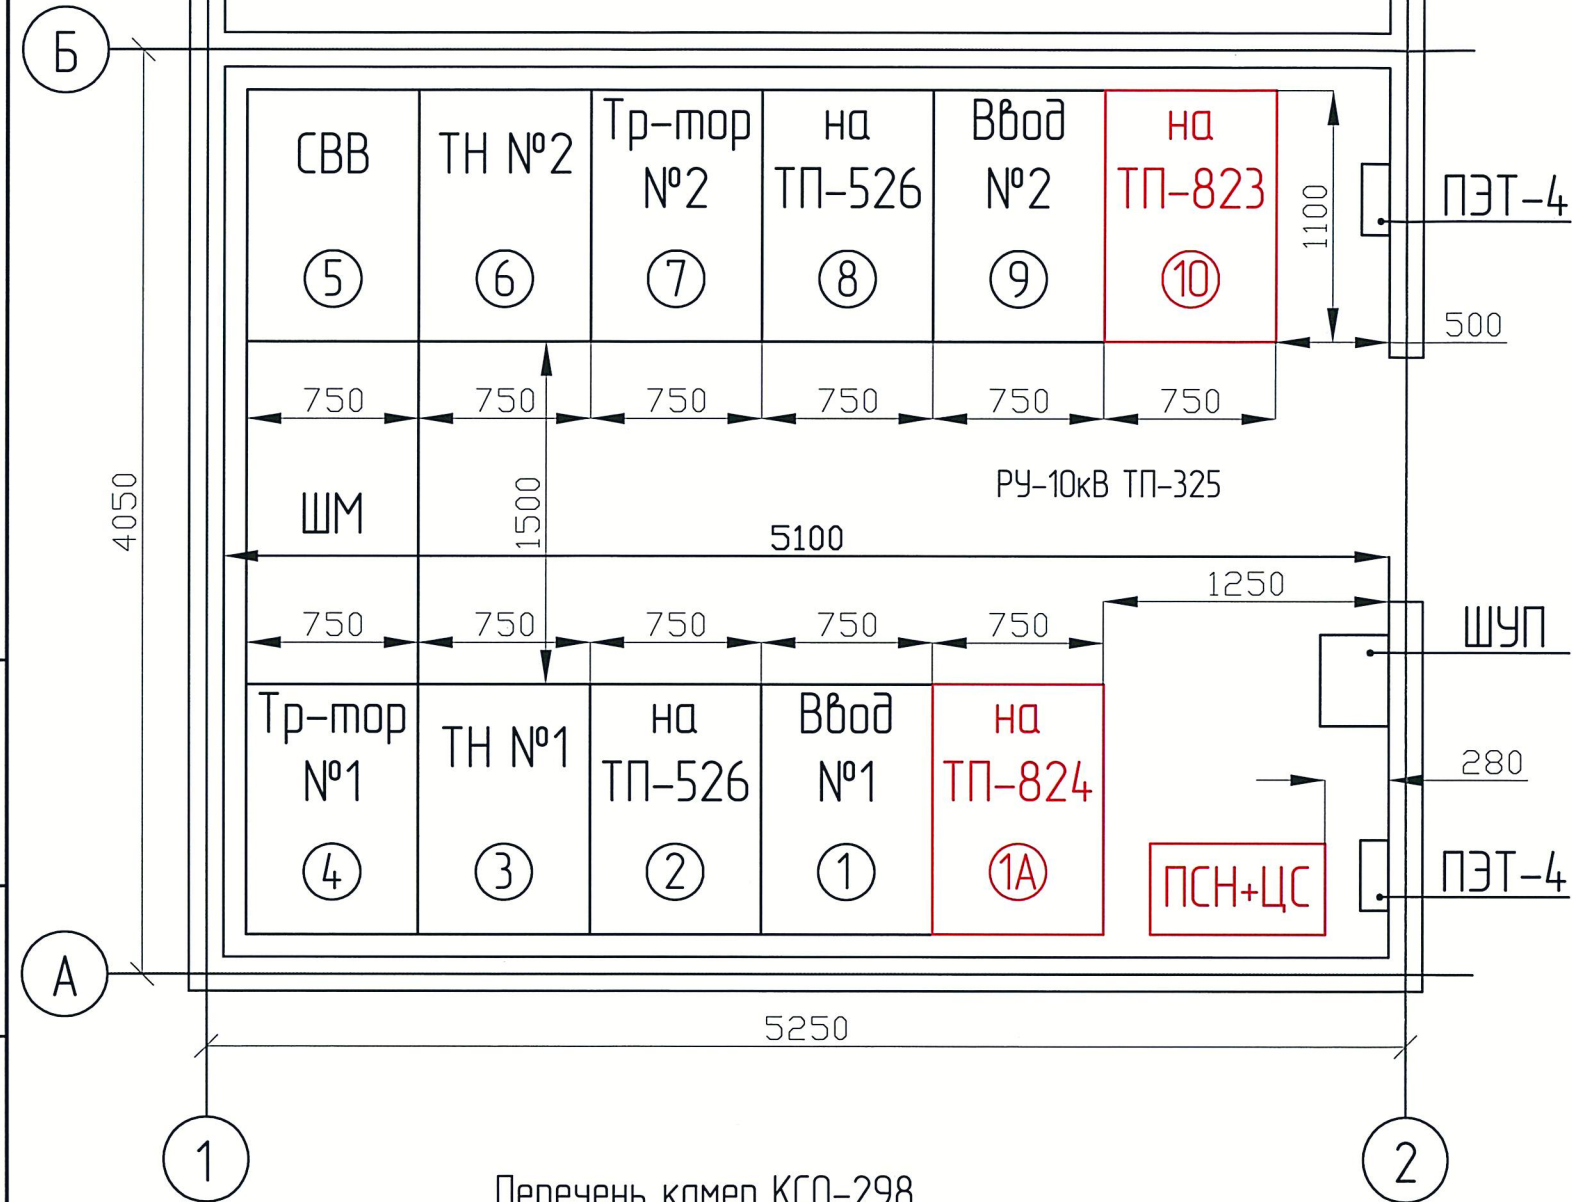 Б
СВВ
ТН №2
Тр-тор
№2
на
ТП-526
Ввод
№2
на
ТП-823
5
6
7
8
9
10
1100
ПЭТ-4
500
750
750
750
750
750
750
4050
ШМ
1500
РУ-10кВ ТП-325
5100
1250
750
750
750
750
750
ШУП
Тр-тор
№1
ТН №1
на
ТП-526
Ввод
№1
на
ТП-824
280
4
3
2
1
1А
ПСН+ЦС
ПЭТ-4
А
5250
1
2
Перечень камер КСО-298